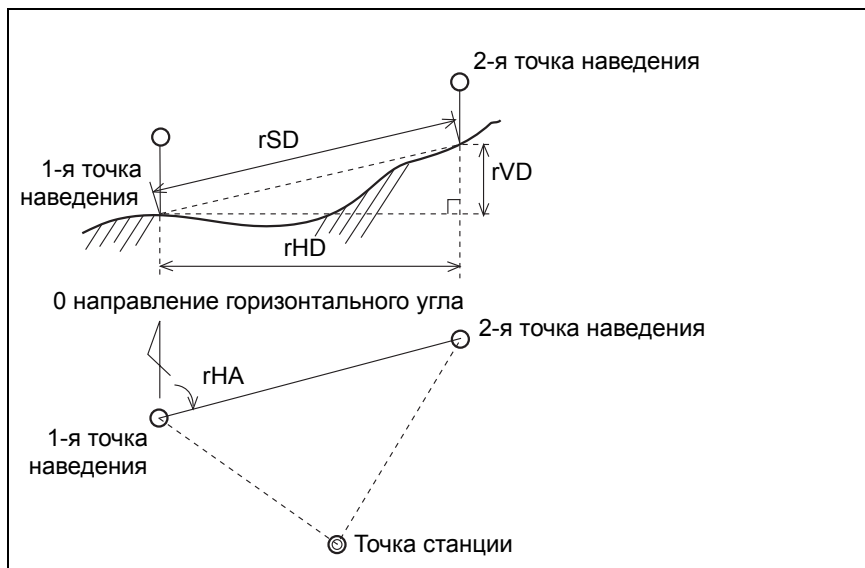 2-я точка наведения
rSD
1-я точка
наведения
rVD
rHD
0 направление горизонтального угла
2-я точка наведения
rHA
1-я точка
наведения
Точка станции